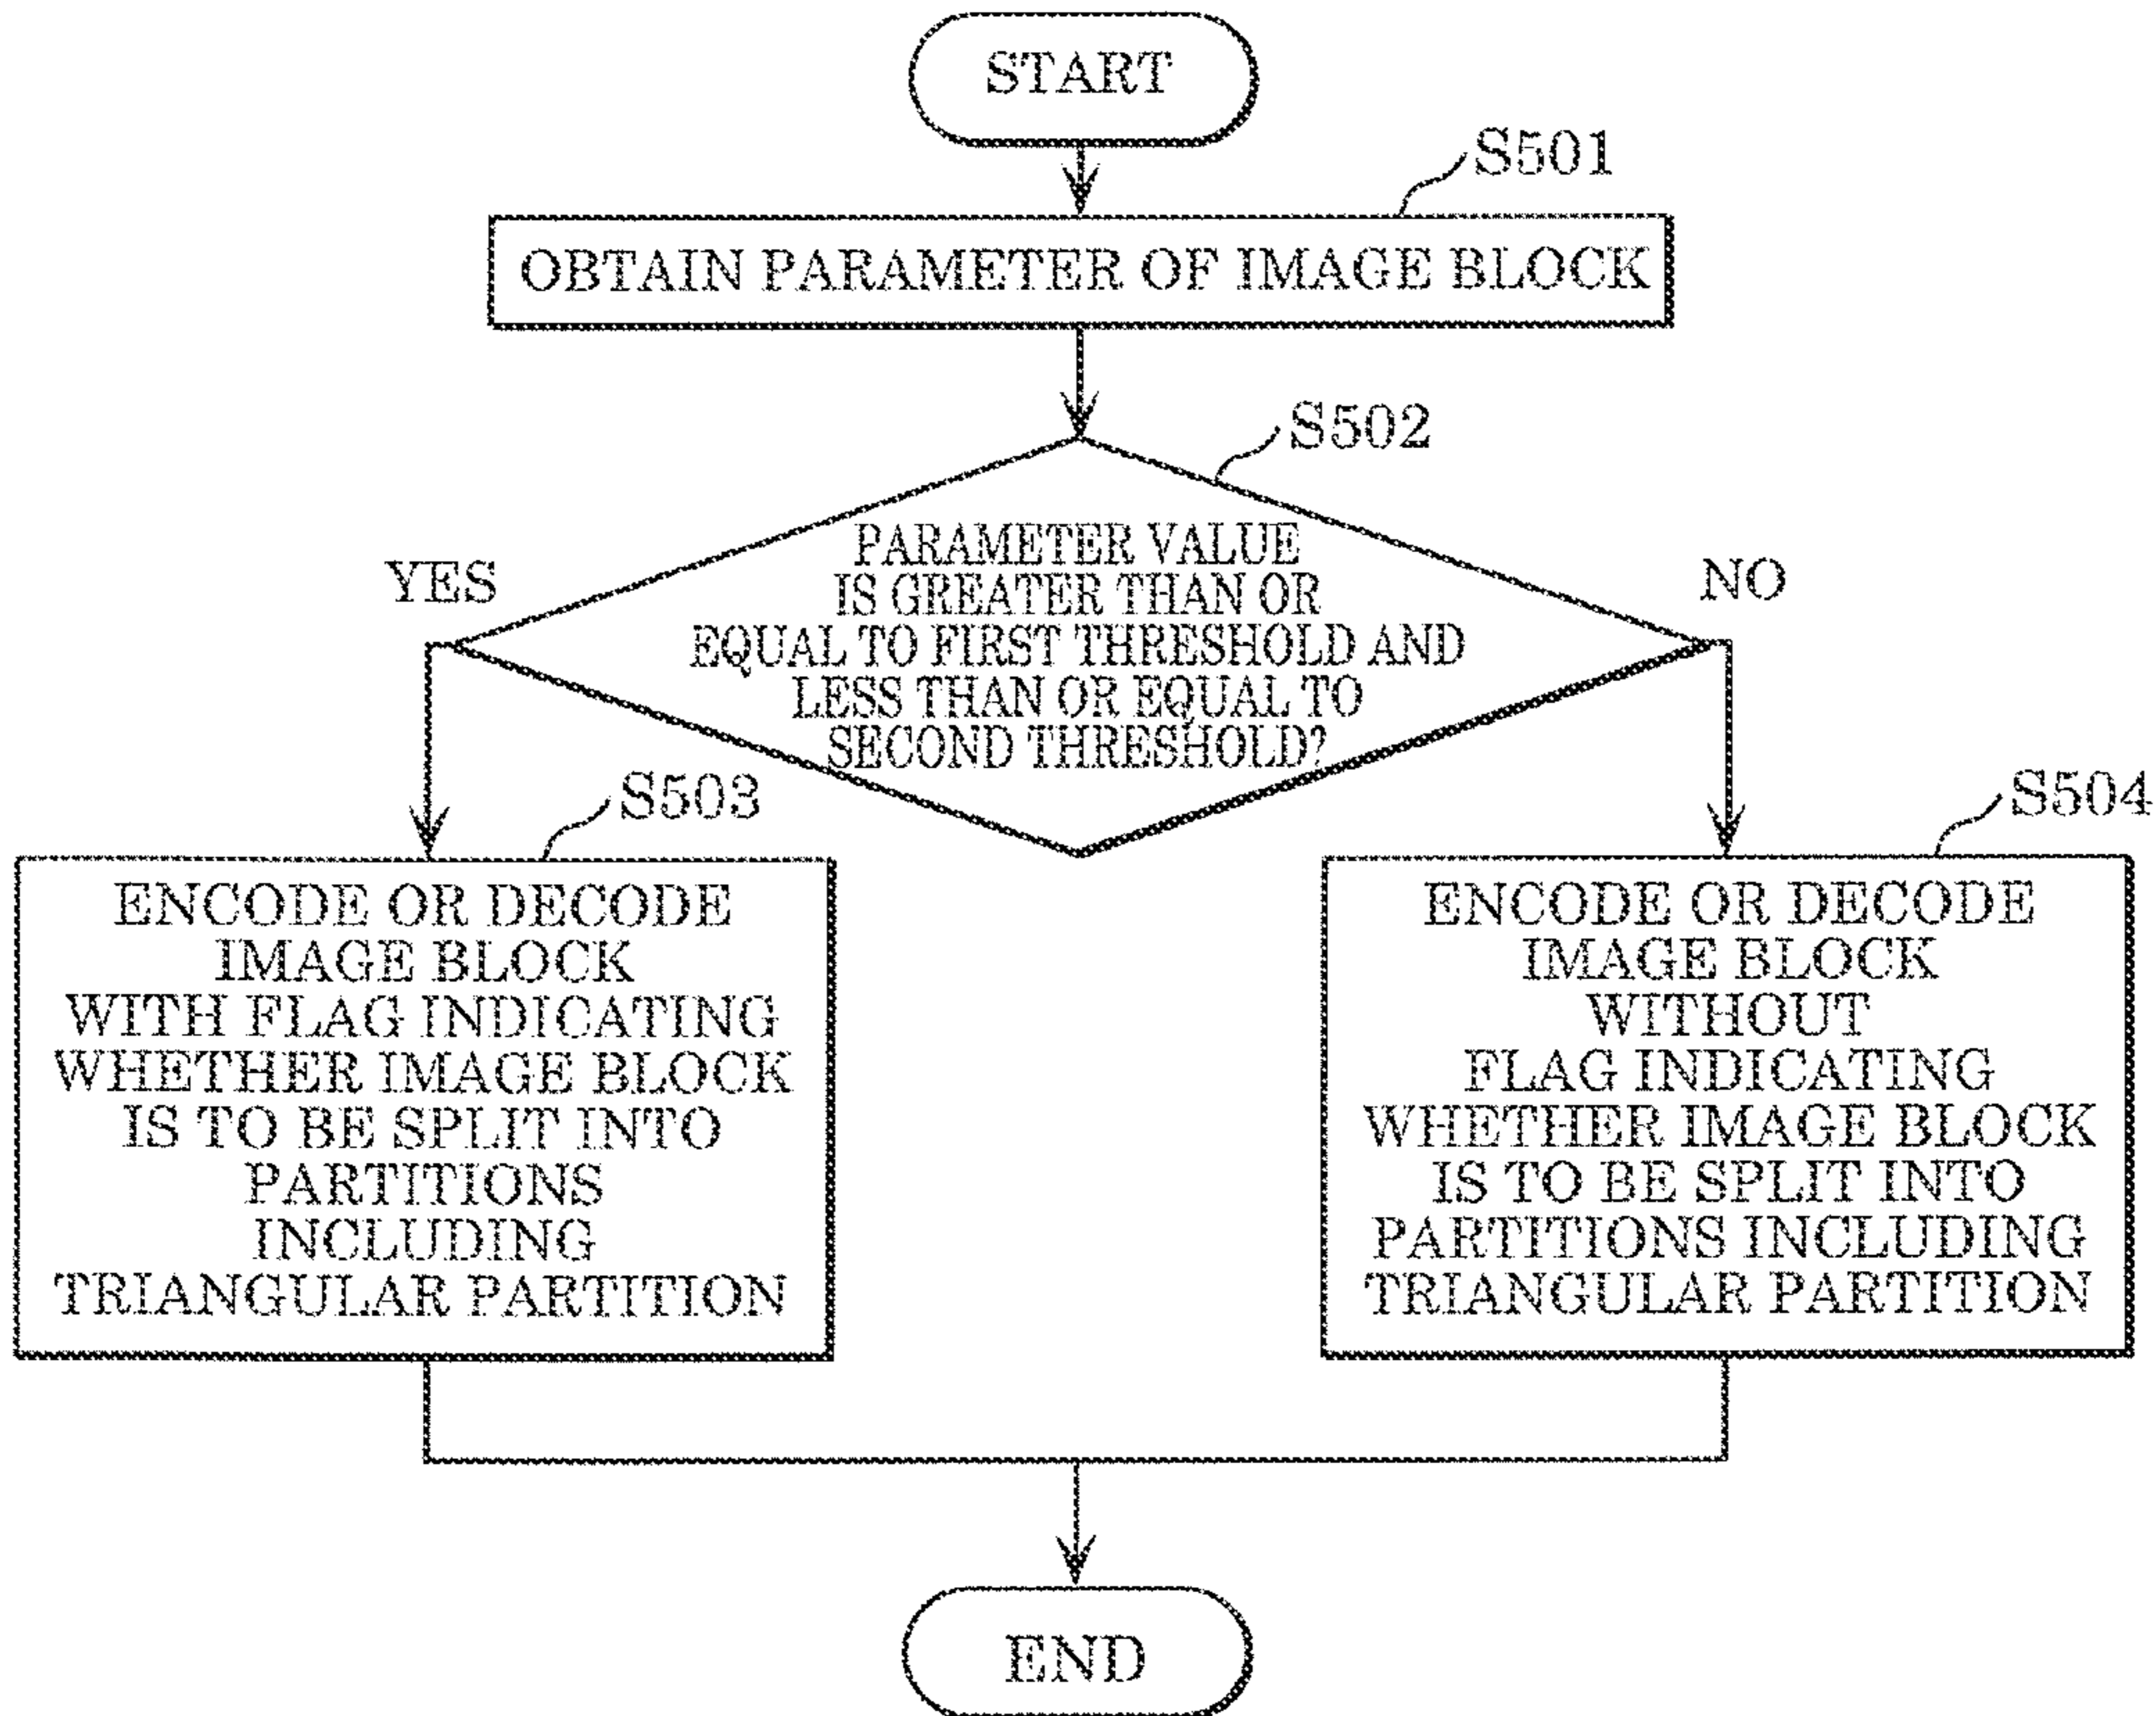 START
S501
OBTAIN PARAMETER OF IMAGE BLOCK
S502
PARAMETER VALUE
IS GREATER THAN OR
EQUAL TO FIRST THRESHOLD AND
LESS THAN OR EQUAL TO
SECOND THRESHOLD?
YES
NO
S503
ENCODE OR DECODE
IMAGE BLOCK
WITH FLAG INDICATING
WHETHER IMAGE BLOCK
IS TO BE SPLIT INTO
PARTITIONS
INCLUDING
TRIANGULAR PARTITION
S504
ENCODE OR DECODE
IMAGE BLOCK
WITHOUT
FLAG INDICATING
WHETHER IMAGE BLOCK
IS TO BE SPLIT INTO
PARTITIONS INCLUDING
TRIANGULAR PARTITION
END